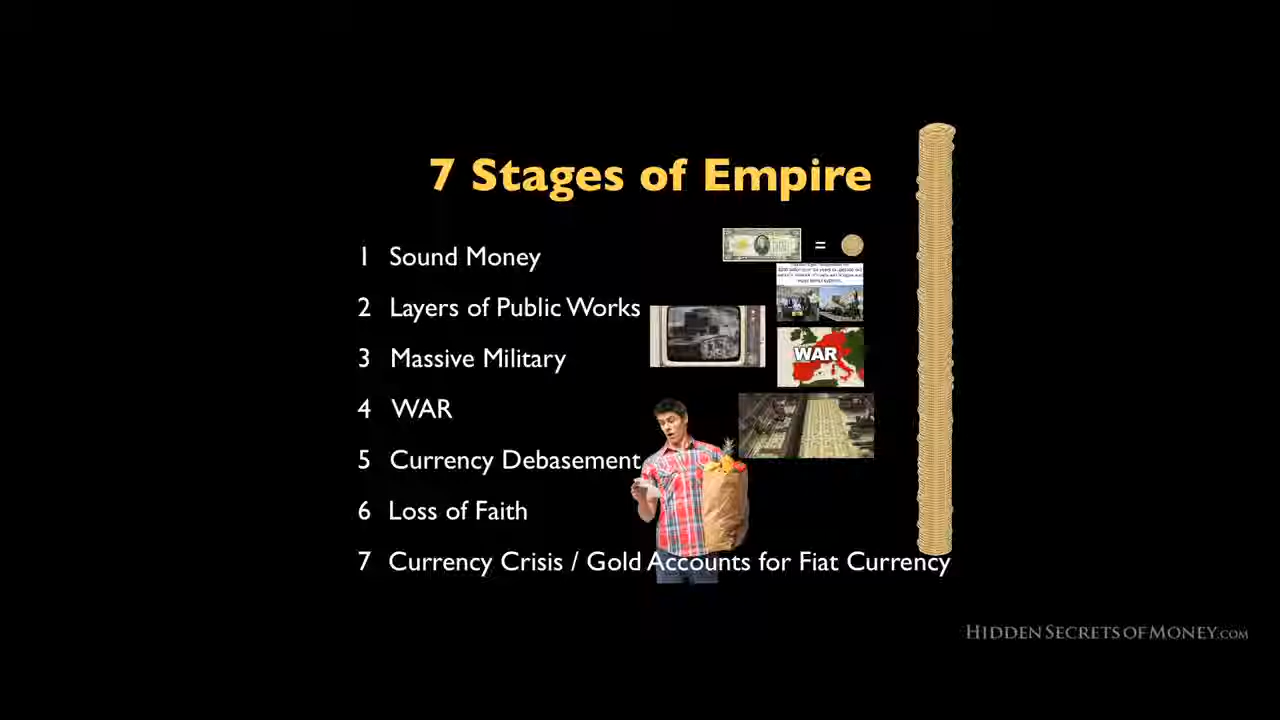 7 Stages of Empire
=
1 Sound Money
2 Layers of Public Works
3 Massive Military
WAR
4 WAR
5 Currency Debasement
6 Loss of Faith
7 Currency Crisis / Gold Accounts for Fiat Currency
HIDDEN SECRETS OF MONEY.COM